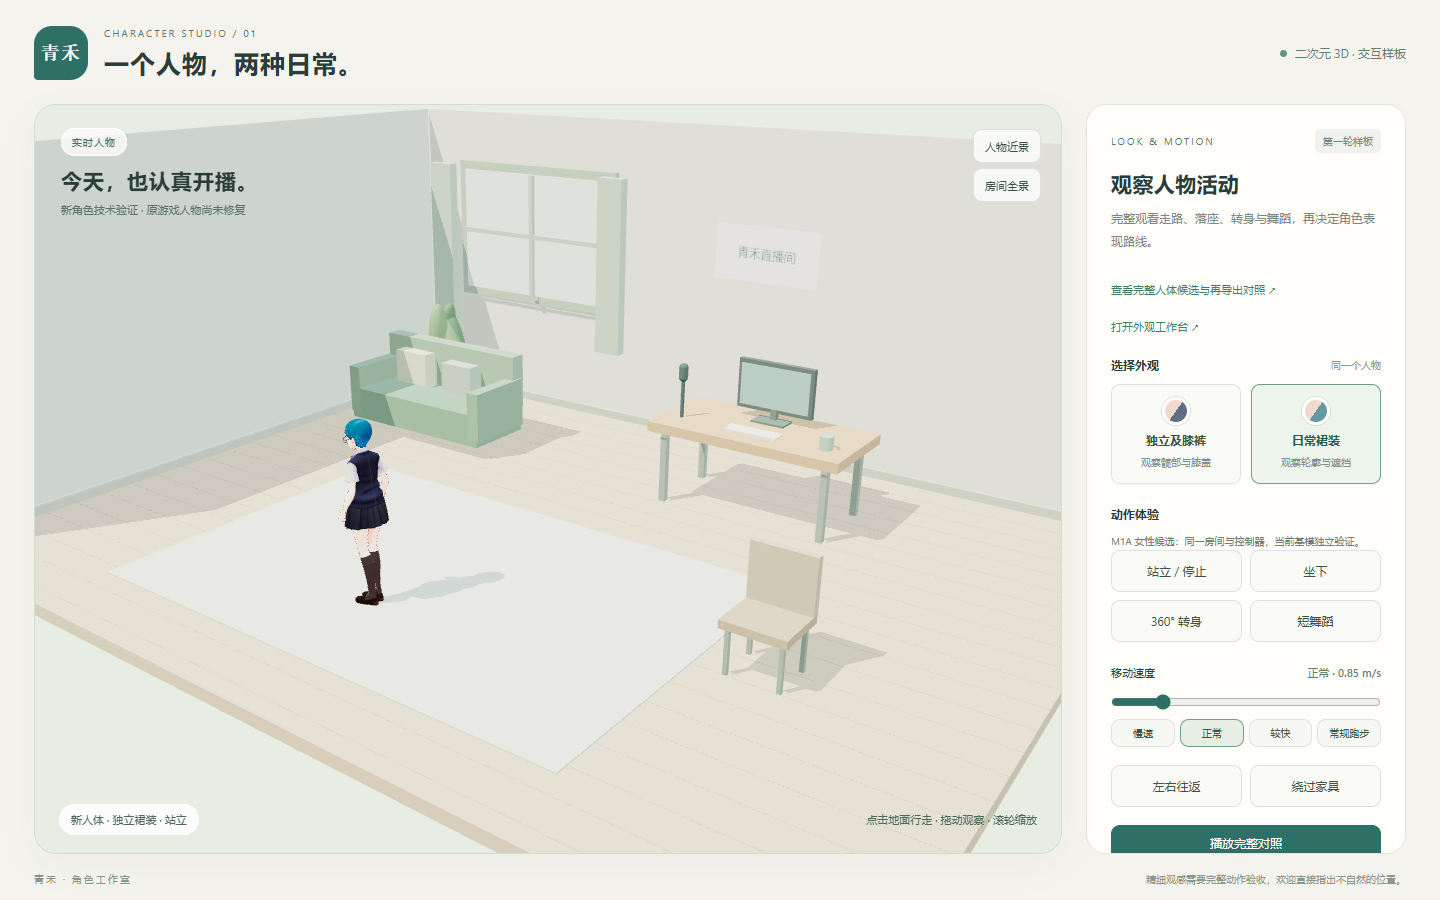 青禾
CHARACTER STUDIO / 01
一个人物，两种日常。
二次元 3D · 交互样板
实时人物
今天，也认真开播。
新角色技术验证 · 原游戏人物尚未修复
人物近景
房间全景
青禾直播间
新人体 · 独立裙装 · 站立
点击地面行走 · 拖动观察 · 滚轮缩放
LOOK & MOTION
第一轮样板
观察人物活动
完整观看走路、落座、转身与舞蹈，再决定角色表
现路线。
查看完整人体候选与再导出对照 ↗
打开外观工作台 ↗
选择外观
同一个人物
独立及膝裤
观察髋部与膝盖
日常裙装
观察轮廓与遮挡
动作体验
M1A 女性候选：同一房间与控制器，当前基模独立验证。
站立 / 停止
坐下
360° 转身
短舞蹈
移动速度
正常 · 0.85 m/s
慢速
正常
较快
常规跑步
左右往返
绕过家具
播放完整对照
青禾 · 角色工作室
精细观感需要完整动作验收，欢迎直接指出不自然的位置。